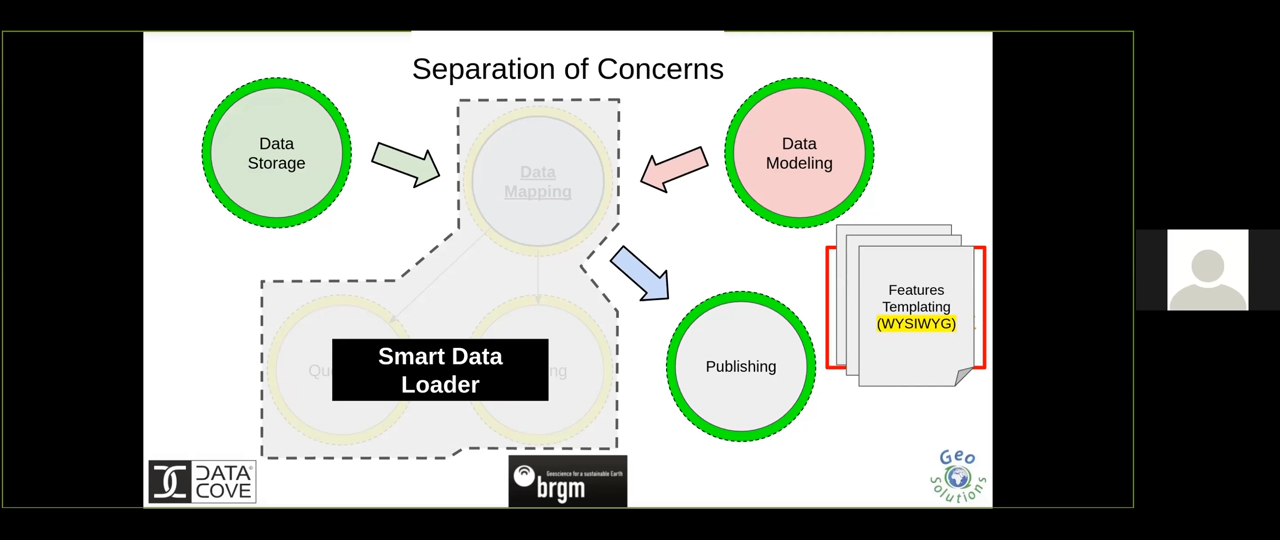 Separation of Concerns
Data
Storage
Data
Mapping
Data
Modeling
Features
Templating
(WYSIWYG)
Smart Data
Loader
Publishing
DATA
COVE
Geoscience for a sustainable Earth
brgm
Geo
Solutions